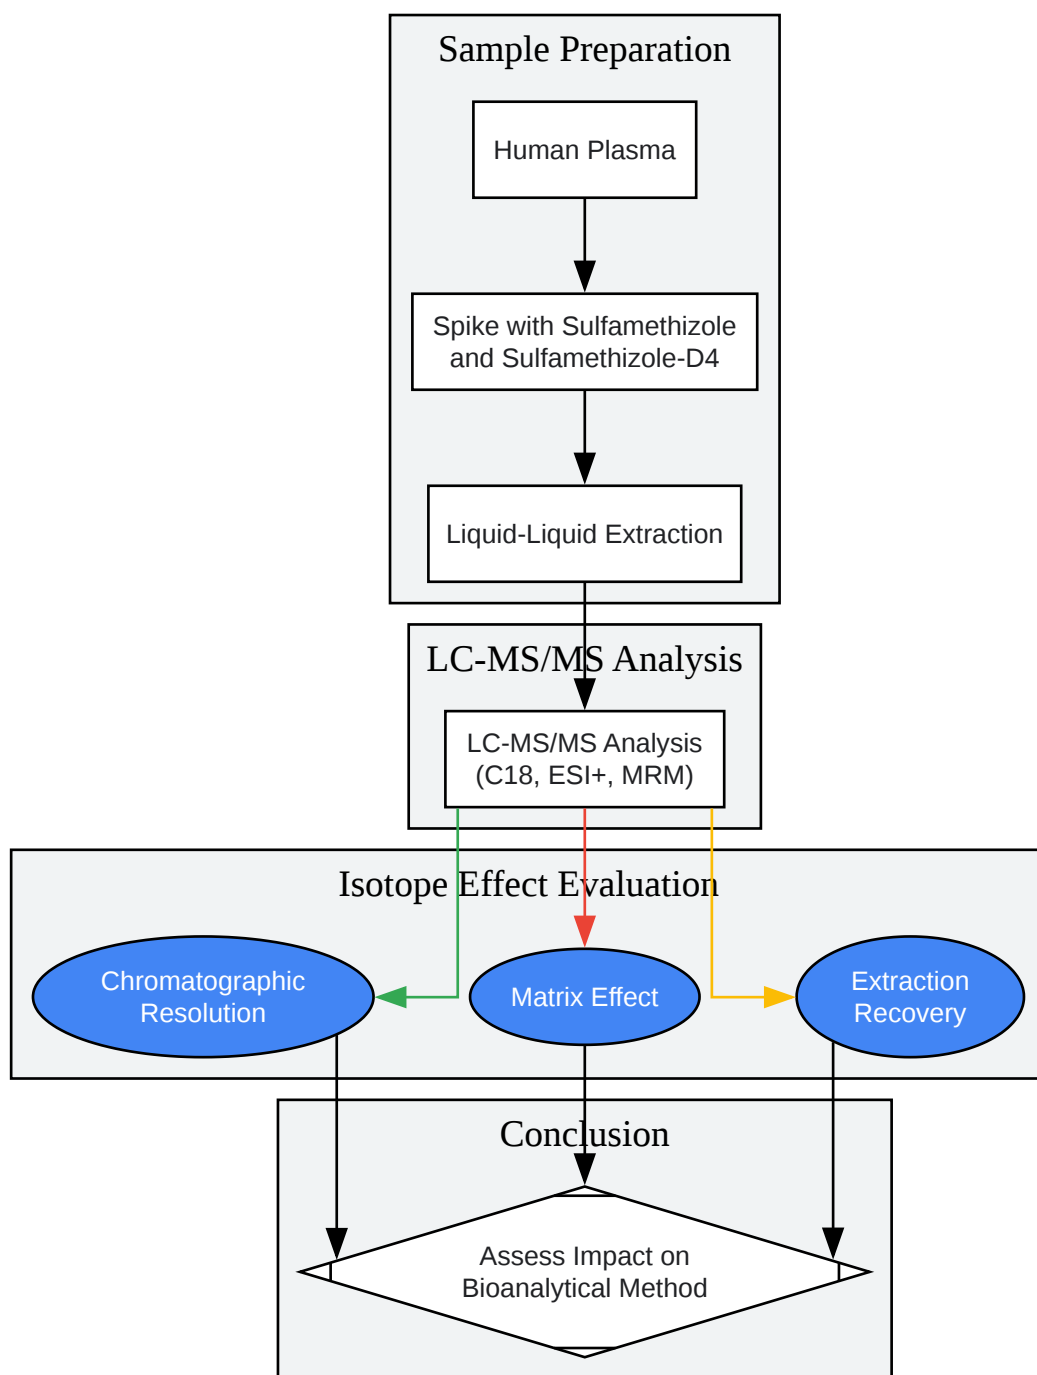 Sample Preparation
Human Plasma
Spike with Sulfamethizole
and Sulfamethizole-D4
Liquid-Liquid Extraction
LC-MS/MS Analysis
LC-MS/MS Analysis
(C18, ESI+, MRM)
Isotope Effect Evaluation
Chromatographic
Resolution
Matrix Effect
Extraction
Recovery
Conclusion
Assess Impact on
Bioanalytical Method